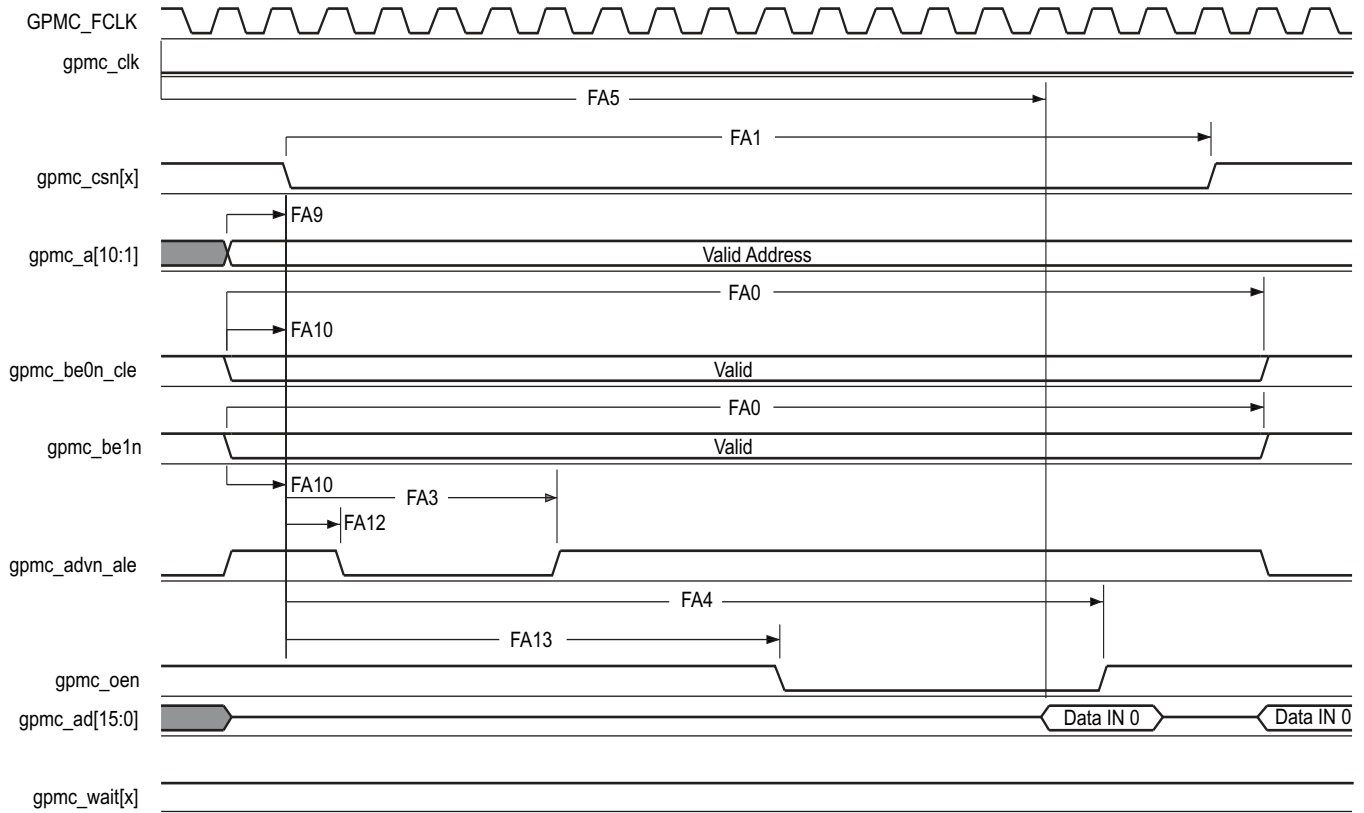 GPMC_FCLK
gpmc_clk
FA5
FA1
gpmc_csn[x]
FA9
gpmc_a[10:1]
Valid Address
FA0
FA10
gpmc_be0n_cle
Valid
FA0
gpmc_be1n
Valid
FA10
FA3
FA12
gpmc_advn_ale
FA4
FA13
gpmc_oen
gpmc_ad[15:0]
Data IN 0
Data IN 0
gpmc_wait[x]